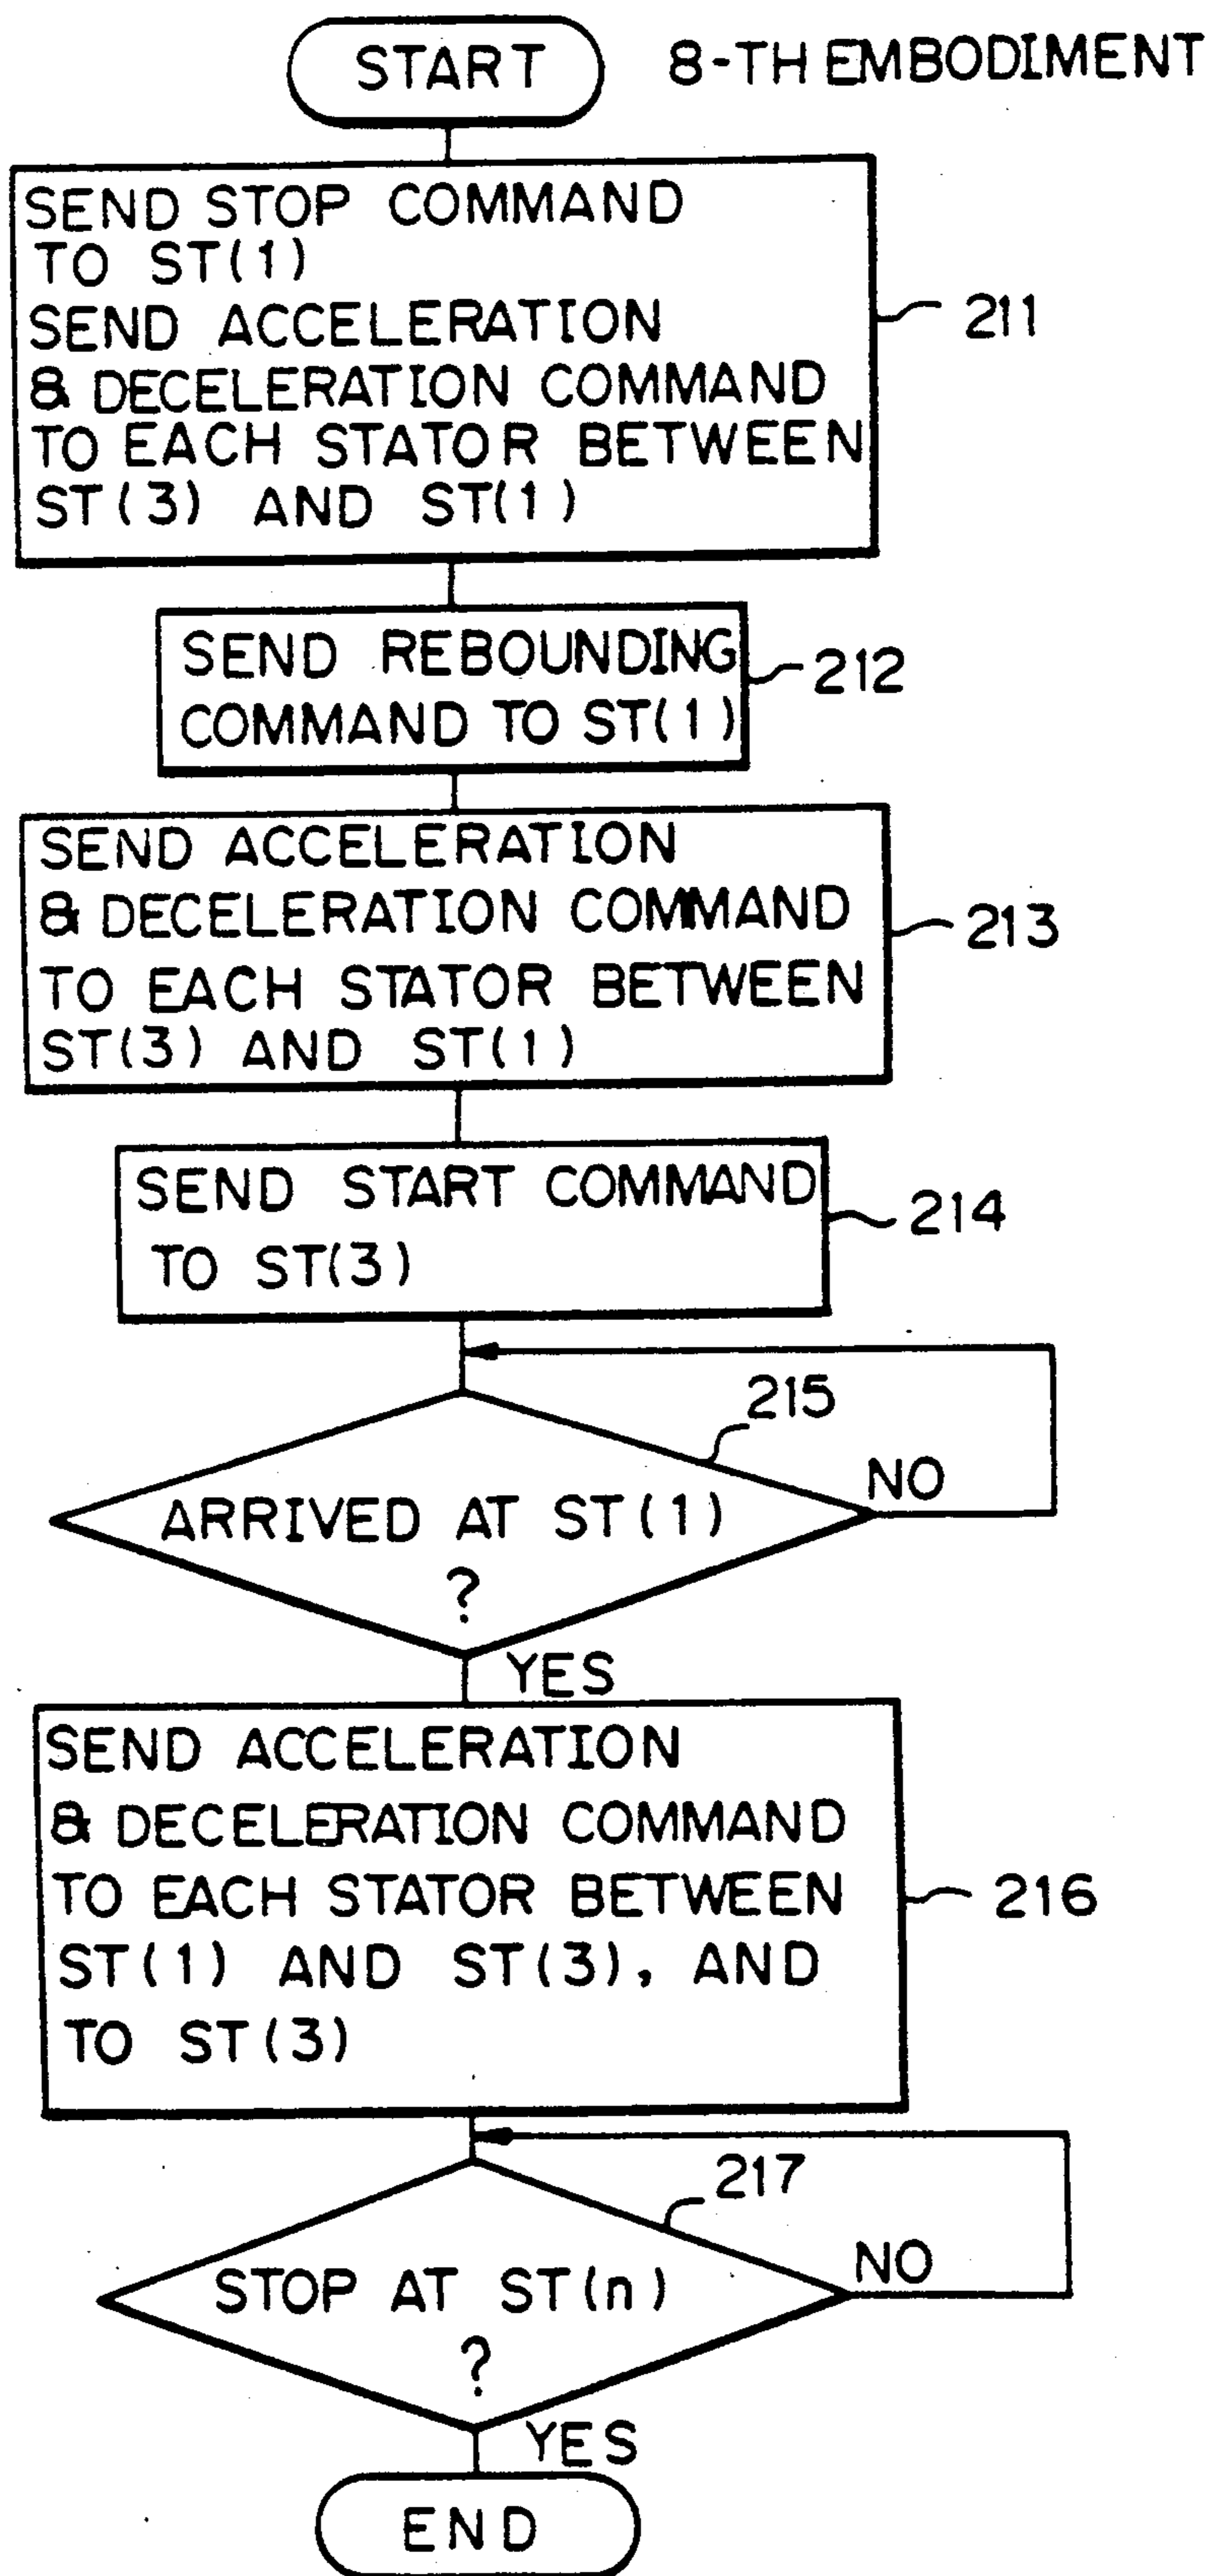 START
8-TH EMBODIMENT
SEND STOP COMMAND
TO ST(1)
SEND ACCELERATION
& DECELERATION COMMAND
TO EACH STATOR BETWEEN
ST(3) AND ST(1)
211
SEND REBOUNDING
COMMAND TO ST(1)
212
SEND ACCELERATION
& DECELERATION COMMAND
TO EACH STATOR BETWEEN
ST(3) AND ST(1)
213
SEND START COMMAND
TO ST(3)
214
215
ARRIVED AT ST(1)
?
NO
YES
SEND ACCELERATION
& DECELERATION COMMAND
TO EACH STATOR BETWEEN
ST(1) AND ST(3), AND
TO ST(3)
216
217
STOP AT ST(n)
?
NO
YES
END